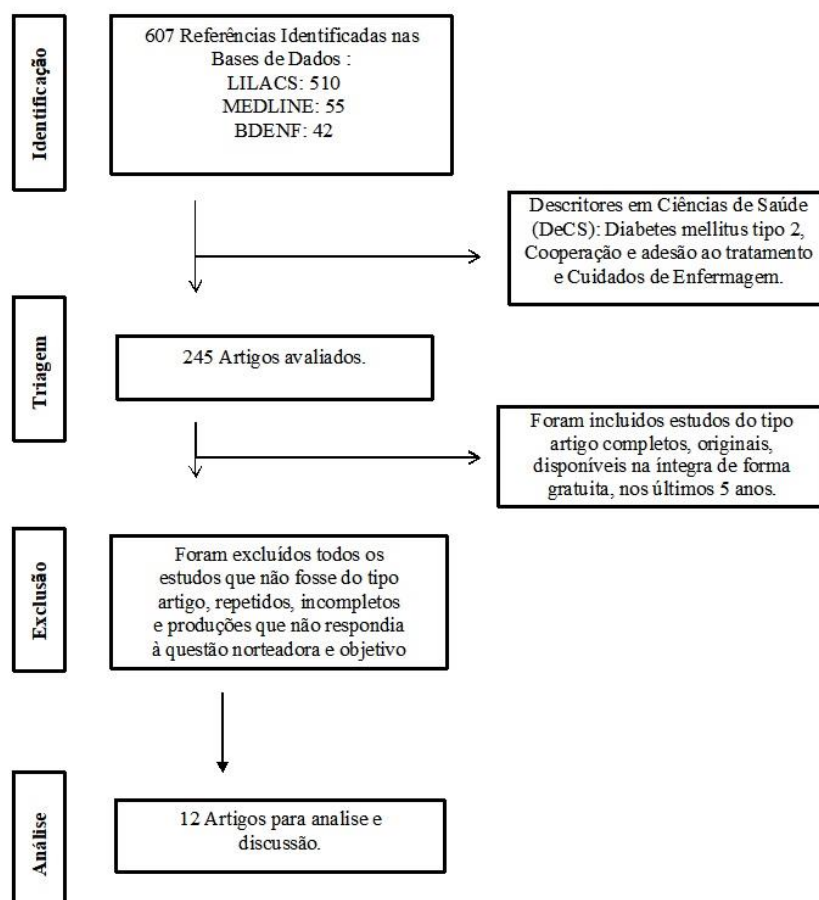 Identificação
607 Referências Identificadas nas
Bases de Dados :
LILACS: 510
MEDLINE: 55
BDENF: 42
Descritores em Ciências de Saúde
(DeCS): Diabetes mellitus tipo 2,
Cooperação e adesão ao tratamento
e Cuidados de Enfermagem.
Triagem
245 Artigos avaliados.
Foram incluidos estudos do tipo
artigo completos, originais,
disponíveis na íntegra de forma
gratuita, nos últimos 5 anos.
Exclusão
Foram excluídos todos os
estudos que não fosse do tipo
artigo, repetidos, incompletos
e produções que não respondia
à questão norteadora e objetivo
Análise
12 Artigos para analise e
discussão.